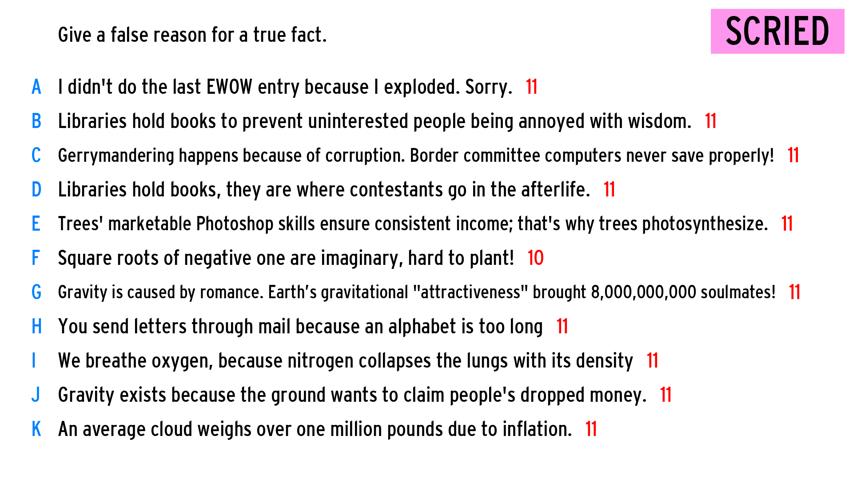 Give a false reason for a true fact.
SCRIED
A I didn't do the last EWOW entry because I exploded. Sorry. 11
B Libraries hold books to prevent uninterested people being annoyed with wisdom. 11
C Gerrymandering happens because of corruption. Border committee computers never save properly! 11
D Libraries hold books, they are where contestants go in the afterlife. 11
E Trees' marketable Photoshop skills ensure consistent income; that's why trees photosynthesize. 11
F Square roots of negative one are imaginary, hard to plant! 10
G Gravity is caused by romance. Earth’s gravitational "attractiveness" brought 8,000,000,000 soulmates! 11
H You send letters through mail because an alphabet is too long 11
I We breathe oxygen, because nitrogen collapses the lungs with its density 11
J Gravity exists because the ground wants to claim people's dropped money. 11
K An average cloud weighs over one million pounds due to inflation. 11